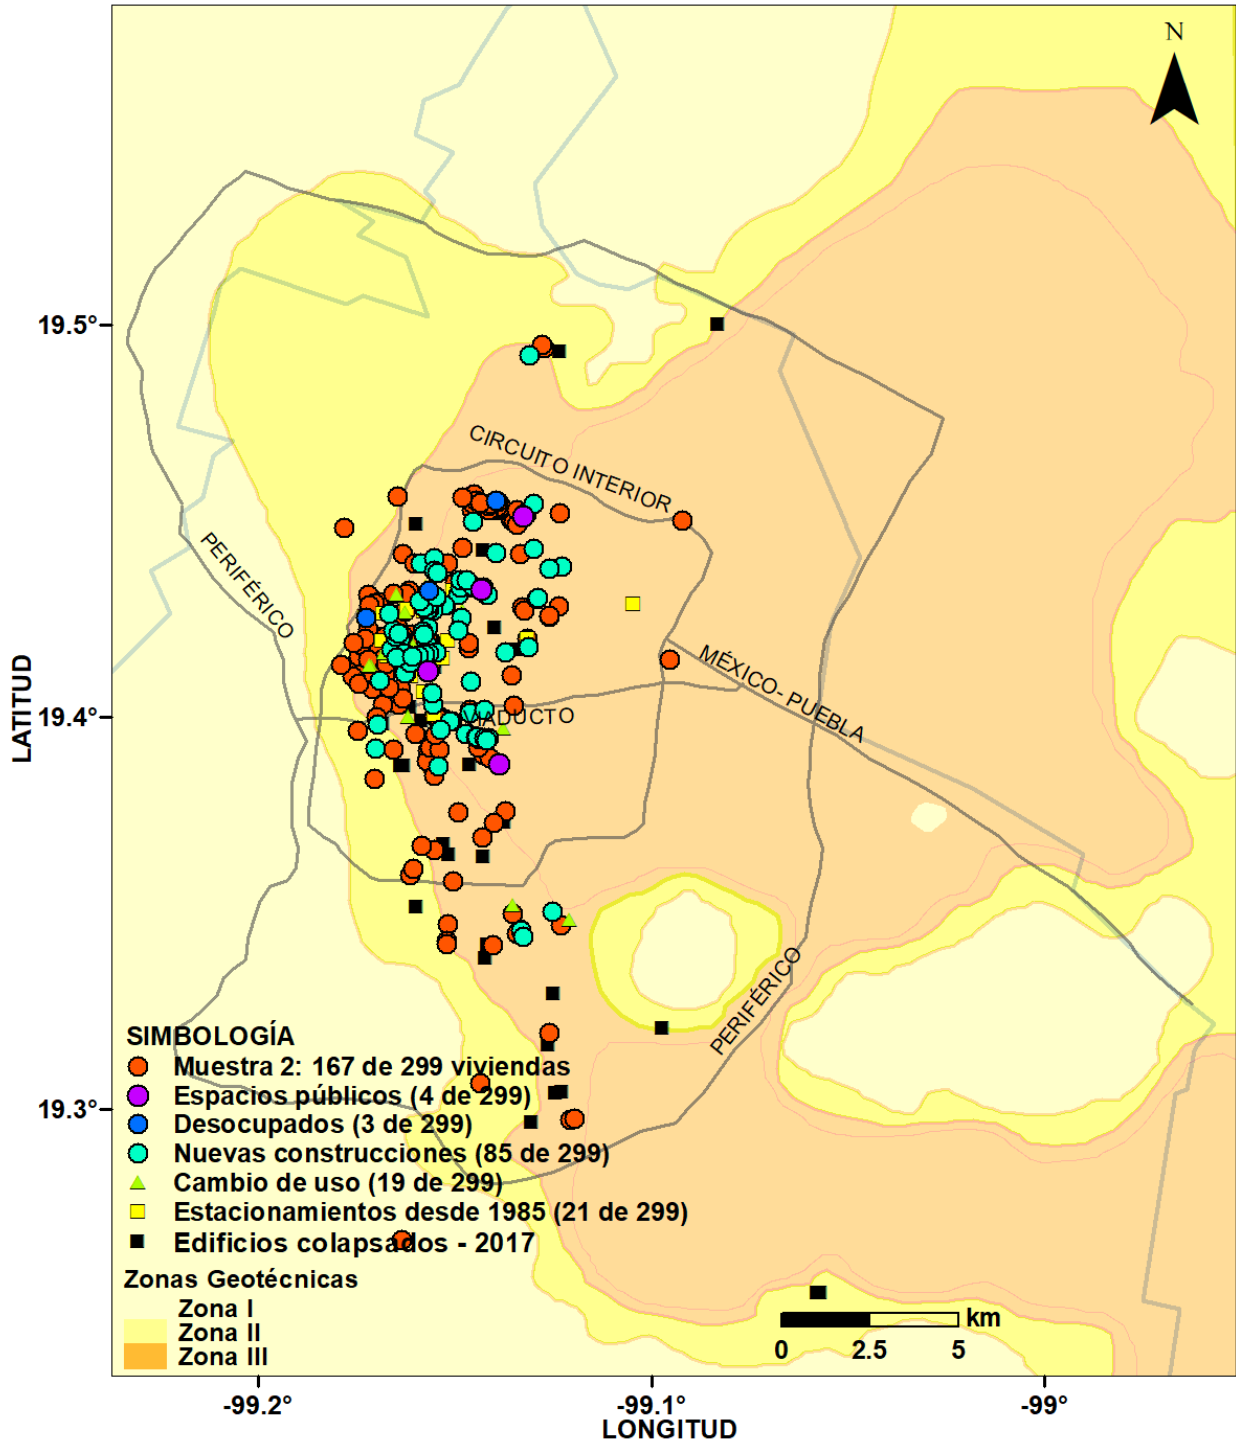 N
19.5°
CIRCUITO INTERIOR
PERIFÉRICO
LATITUD
MÉXICO- PUEBLA
19.4°
VIADUCTO
PERIFÉRICO
SIMBOLOGÍA
Muestra 2: 167 de 299 viviendas
Espacios públicos (4 de 299)
19.3°
Desocupados (3 de 299)
Nuevas construcciones (85 de 299)
Cambio de uso (19 de 299)
Estacionamientos desde 1985 (21 de 299)
Edificios colapsados - 2017
Zonas Geotécnicas
Zona I
Zona II
Zona III
km
0 2.5 5
-99.2° -99.1° -99°
LONGITUD